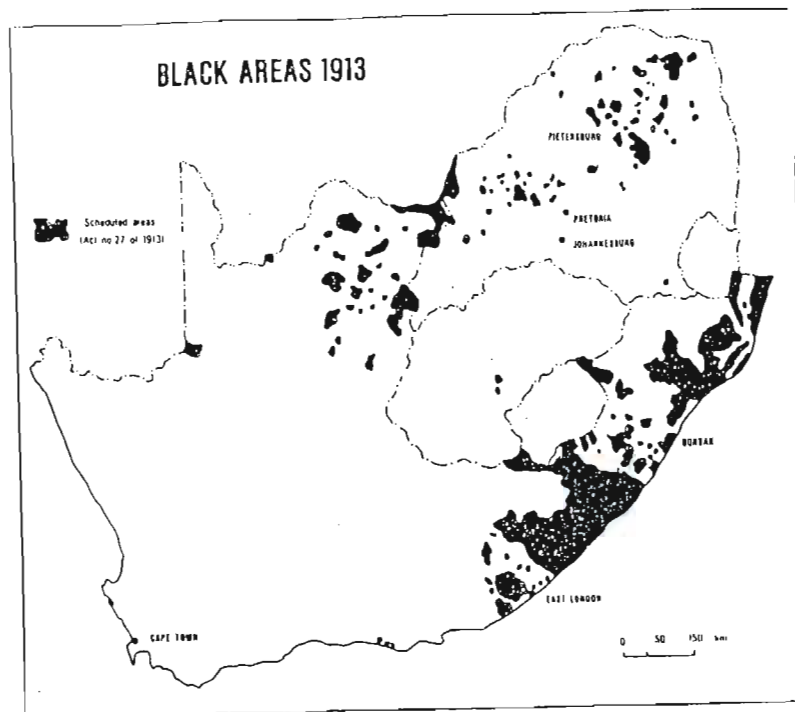 BLACK AREAS 1913
PIETERSBURG
Scheduled areas
(Act no 27 of 1913)
PRETORIA
JOHANNESBURG
DURBAN
EAST LONDON
CAPE TOWN
0 50 150 km